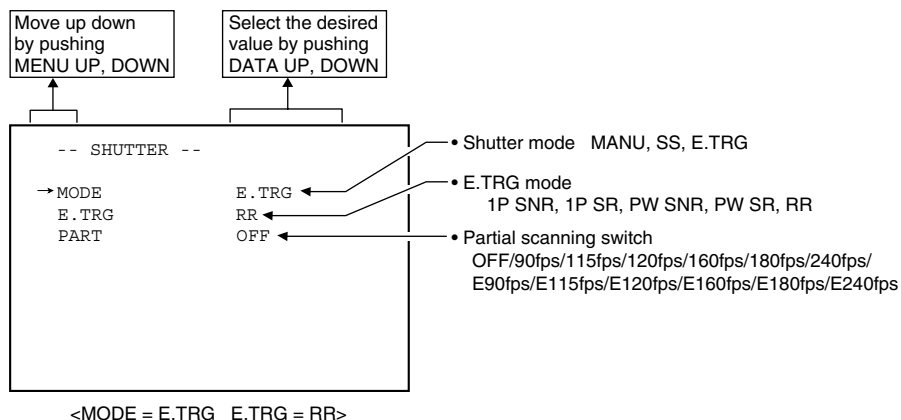 Move up down
by pushing
MENU UP, DOWN
Select the desired
value by pushing
DATA UP, DOWN
-- SHUTTER --
→MODE E.TRG
E.TRG RR
PART OFF
• Shutter mode MANU, SS, E.TRG
• E.TRG mode
1P SNR, 1P SR, PW SNR, PW SR, RR
• Partial scanning switch
OFF/90fps/115fps/120fps/160fps/180fps/240fps/
E90fps/E115fps/E120fps/E160fps/E180fps/E240fps
<MODE = E.TRG E.TRG = RR>